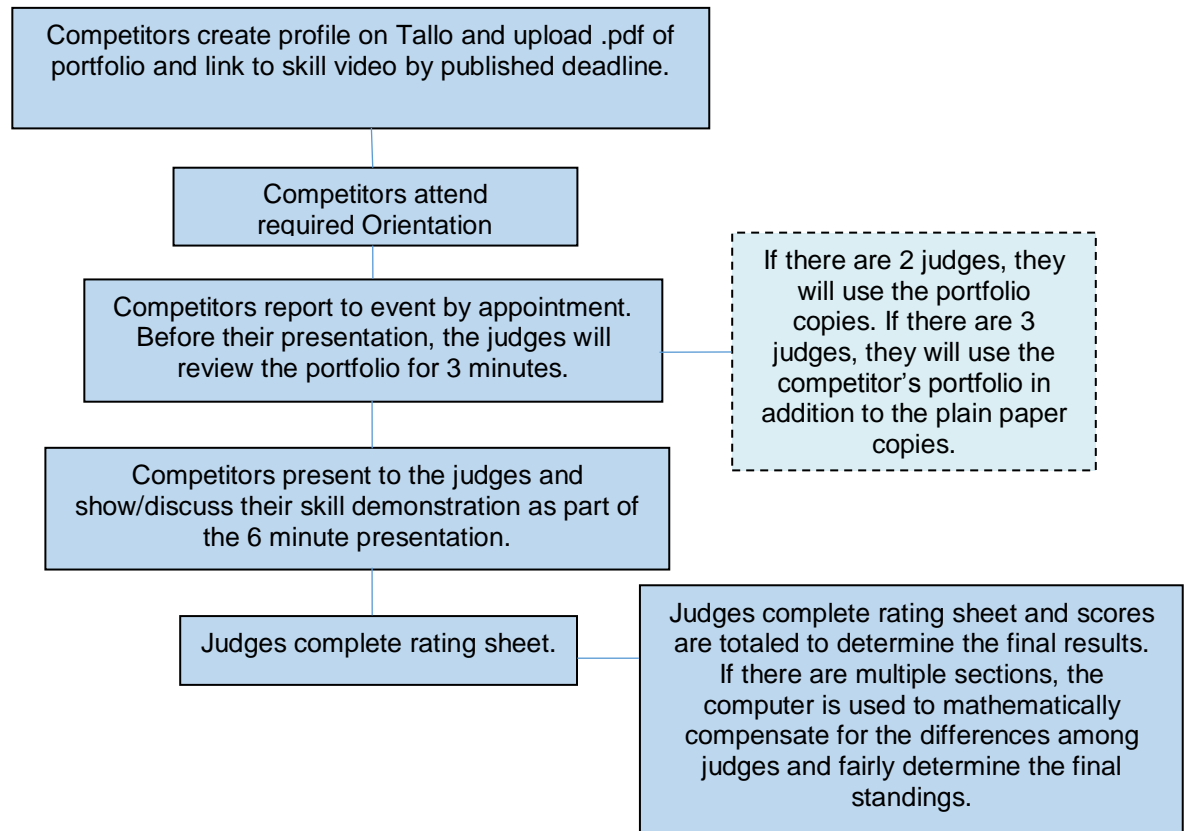 Competitors create profile on Tallo and upload .pdf of
portfolio and link to skill video by published deadline.
Competitors attend
required Orientation
Competitors report to event by appointment.
Before their presentation, the judges will
review the portfolio for 3 minutes.
If there are 2 judges, they
will use the portfolio
copies. If there are 3
judges, they will use the
competitor’s portfolio in
addition to the plain paper
copies.
Competitors present to the judges and
show/discuss their skill demonstration as part of
the 6 minute presentation.
Judges complete rating sheet.
Judges complete rating sheet and scores
are totaled to determine the final results.
If there are multiple sections, the
computer is used to mathematically
compensate for the differences among
judges and fairly determine the final
standings.